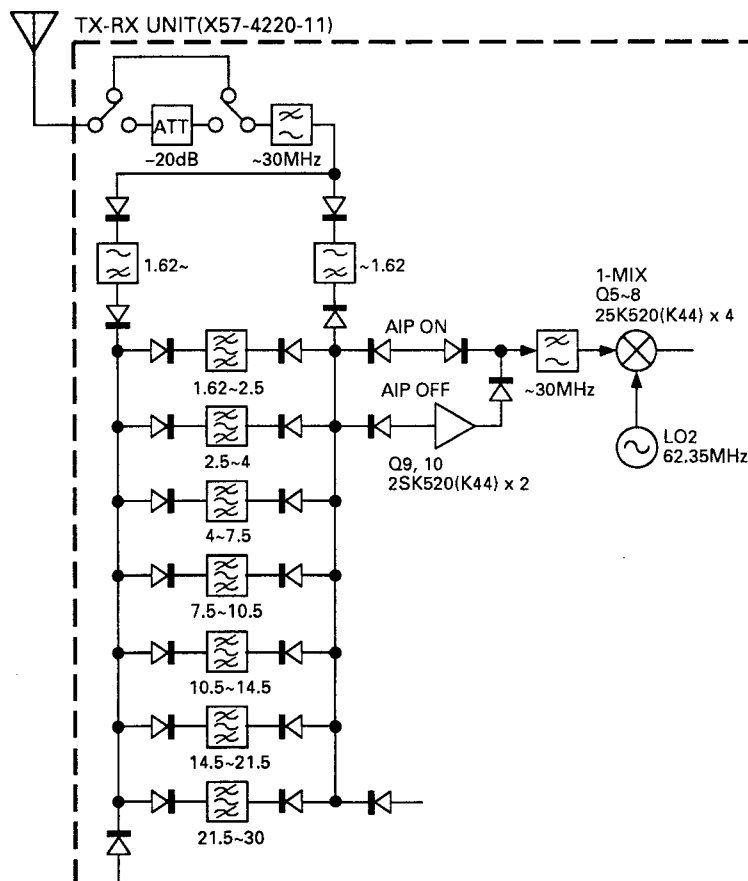 TX-RX UNIT(X57-4220-11)
ATT
-20dB
~30MHz
1.62~
~1.62
1-MIX
Q5~8
25K520(K44) x 4
AIP ON
1.62~2.5
~30MHz
AIP OFF
LO2
62.35MHz
2.5~4
Q9, 10
2SK520(K44) x 2
4~7.5
7.5~10.5
10.5~14.5
14.5~21.5
21.5~30